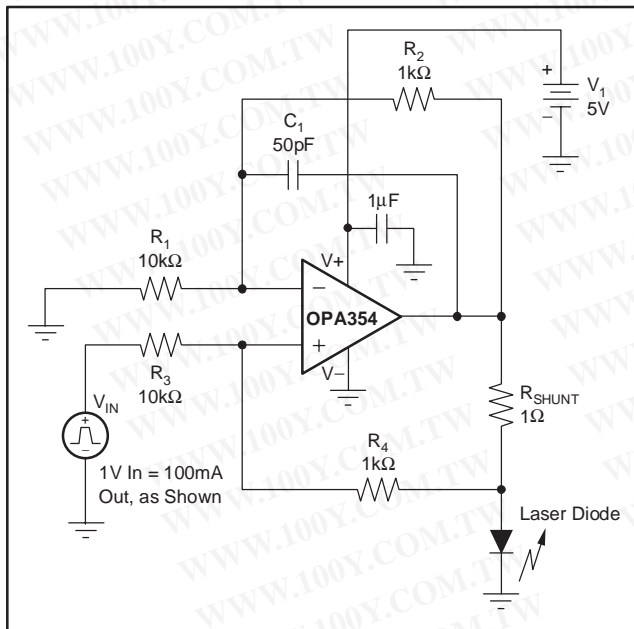 R2
1kΩ
+
V1
5V
−
C1
50pF
1µF
R1
10kΩ
V+
−
OPA354
+
V−
R3
10kΩ
RSHUNT
1Ω
VIN
+
−
R4
1kΩ
1V In = 100mA
Out, as Shown
Laser Diode
WWW.100Y.COM.TW